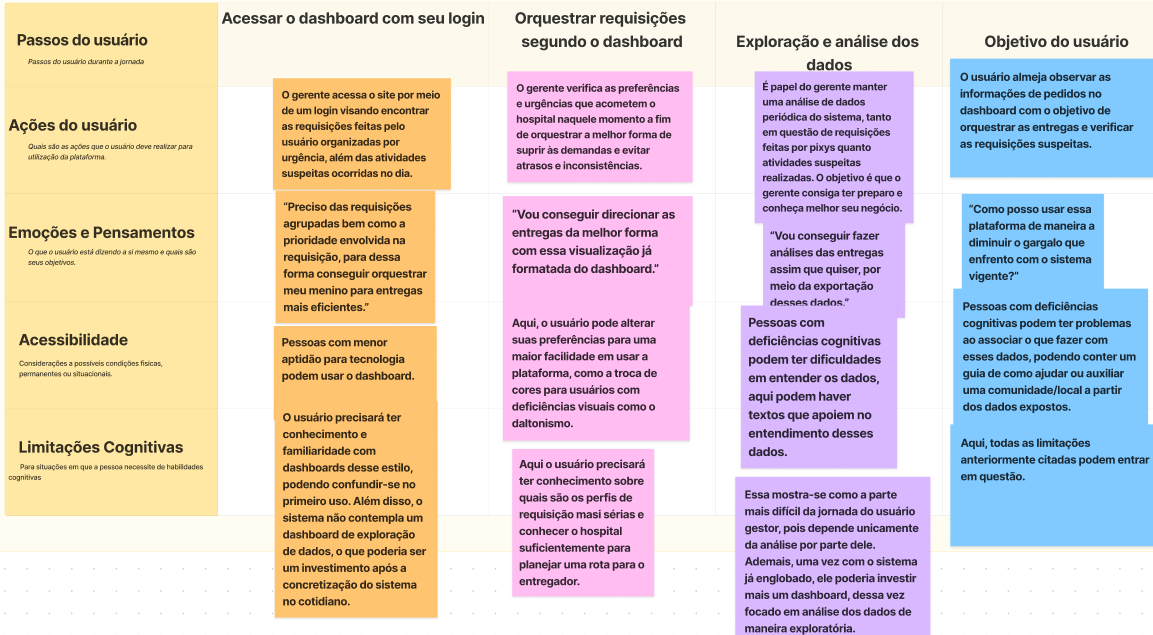 Acessar o dashboard com seu login
Orquestrar requisições
segundo o dashboard
Exploração e análise dos
dados
Objetivo do usuário
Passos do usuário
Passos do usuário durante a jornada
Ações do usuário
Quais são as ações que o usuário deve realizar para
utilização da plataforma.
O gerente acessa o site por meio
de um login visando encontrar
as requisições feitas pelo
usuário organizadas por
urgência, além das atividades
suspeitas ocorridas no dia.
O gerente verifica as preferências
e urgências que acometem o
hospital naquele momento a fim
de orquestrar a melhor forma de
suprir às demandas e evitar
atrasos e inconsistências.
É papel do gerente manter
uma análise de dados
periódica do sistema, tanto
em questão de requisições
feitas por pixys quanto
atividades suspeitas
realizadas. O objetivo é que o
gerente consiga ter preparo e
conheça melhor seu negócio.
O usuário almeja observar as
informações de pedidos no
dashboard com o objetivo de
orquestrar as entregas e verificar
as requisições suspeitas.
Emoções e Pensamentos
O que o usuário está dizendo a si mesmo e quais são
seus objetivos.
“Preciso das requisições
agrupadas bem como a
prioridade envolvida na
requisição, para dessa
forma conseguir orquestrar
meu menino para entregas
mais eficientes.”
“Vou conseguir direcionar as
entregas da melhor forma
com essa visualização já
formatada do dashboard.”
“Vou conseguir fazer
análises das entregas
assim que quiser, por
meio da exportação
desses dados.”
“Como posso usar essa
plataforma de maneira a
diminuir o gargalo que
enfrento com o sistema
vigente?”
Acessibilidade
Considerações a possíveis condições físicas,
permanentes ou situacionais.
Pessoas com menor
aptidão para tecnologia
podem usar o dashboard.
Aqui, o usuário pode alterar
suas preferências para uma
maior facilidade em usar a
plataforma, como a troca de
cores para usuários com
deficiências visuais como o
daltonismo.
Pessoas com
deficiências cognitivas
podem ter dificuldades
em entender os dados,
aqui podem haver
textos que apoiem no
entendimento desses
dados.
Pessoas com deficiências
cognitivas podem ter problemas
ao associar o que fazer com
esses dados, podendo conter um
guia de como ajudar ou auxiliar
uma comunidade/local a partir
dos dados expostos.
Limitações Cognitivas
Para situações em que a pessoa necessite de habilidades
cognitivas
O usuário precisará ter
conhecimento e
familiaridade com
dashboards desse estilo,
podendo confundir-se no
primeiro uso. Além disso, o
sistema não contempla um
dashboard de exploração
de dados, o que poderia ser
um investimento após a
concretização do sistema
no cotidiano.
Aqui o usuário precisará
ter conhecimento sobre
quais são os perfis de
requisição masi sérias e
conhecer o hospital
suficientemente para
planejar uma rota para o
entregador.
Essa mostra-se como a parte
mais difícil da jornada do usuário
gestor, pois depende unicamente
da análise por parte dele.
Ademais, uma vez com o sistema
já englobado, ele poderia investir
mais um dashboard, dessa vez
focado em análise dos dados de
maneira exploratória.
Aqui, todas as limitações
anteriormente citadas podem entrar
em questão.